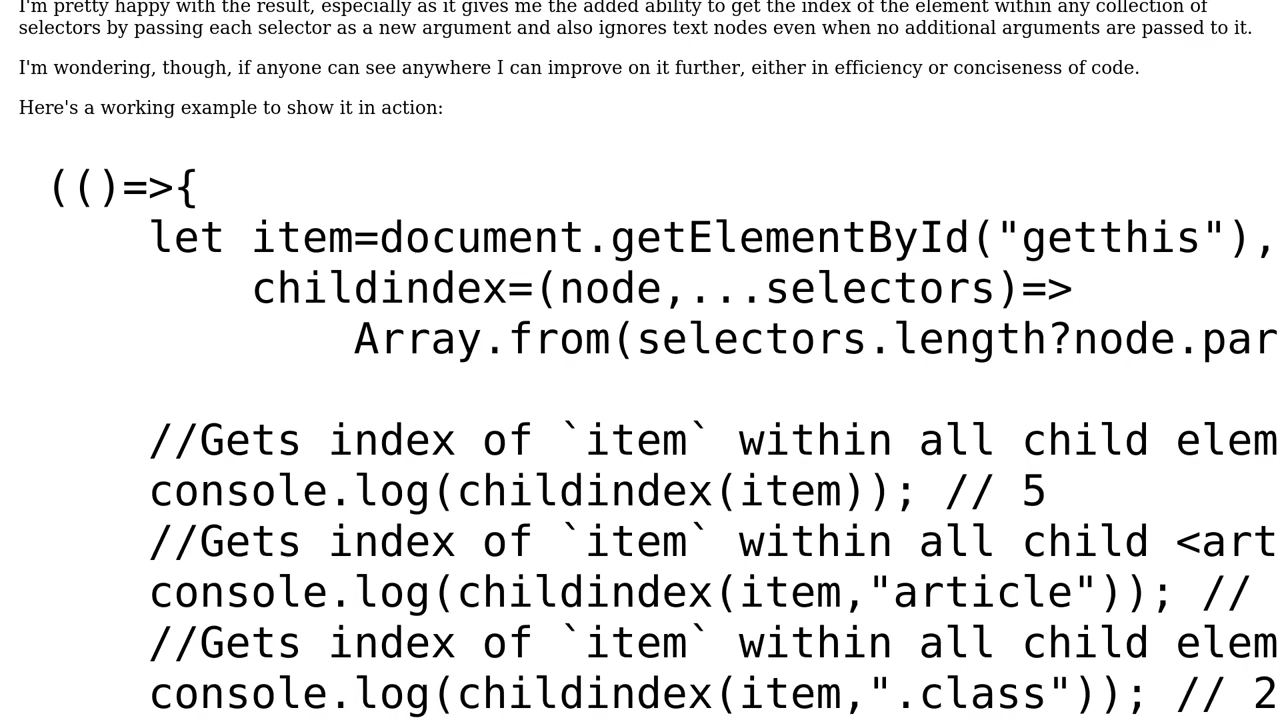 I'm pretty happy with the result, especially as it gives me the added ability to get the index of the element within any collection of
selectors by passing each selector as a new argument and also ignores text nodes even when no additional arguments are passed to it.
I'm wondering, though, if anyone can see anywhere I can improve on it further, either in efficiency or conciseness of code.
Here's a working example to show it in action:
(()=>{
let item=document.getElementById("getthis"),
childindex=(node,...selectors)=>
Array.from(selectors.length?node.par
//Gets index of `item` within all child elem
console.log(childindex(item)); // 5
//Gets index of `item` within all child <art
console.log(childindex(item,"article")); //
//Gets index of `item` within all child elem
console.log(childindex(item,".class")); // 2